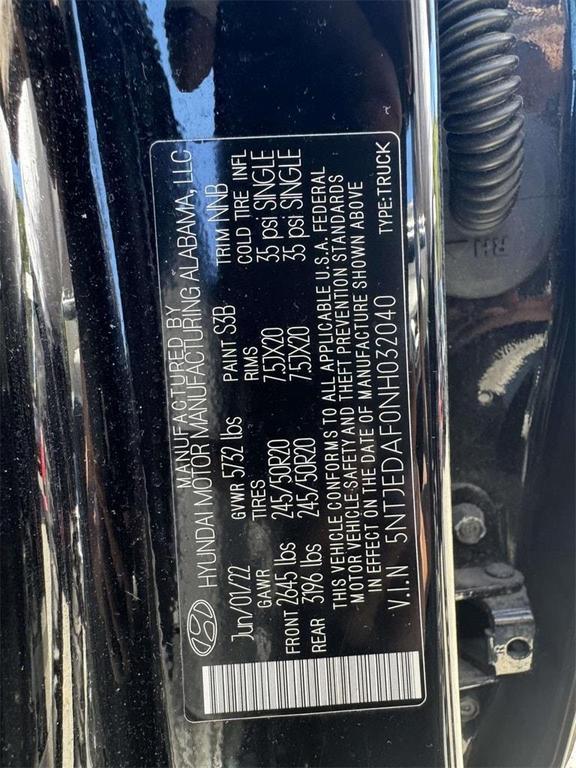 MANUFACTURED BY
HYUNDAI MOTOR MANUFACTURING ALABAMA, LLC
Jun/01/22 GVWR 5732 lbs PAINT S3B TRIM NNB
GAWR TIRES RIMS COLD TIRE INFL
FRONT 2645 lbs 245/50R20 7.5JX20 35 psi SINGLE
REAR 3196 lbs 245/50R20 7.5JX20 35 psi SINGLE
THIS VEHICLE CONFORMS TO ALL APPLICABLE U.S.A. FEDERAL
MOTOR VEHICLE SAFETY AND THEFT PREVENTION STANDARDS
IN EFFECT ON THE DATE OF MANUFACTURE SHOWN ABOVE
V.I.N 5NTJEDAF0NH032040 TYPE:TRUCK
RH